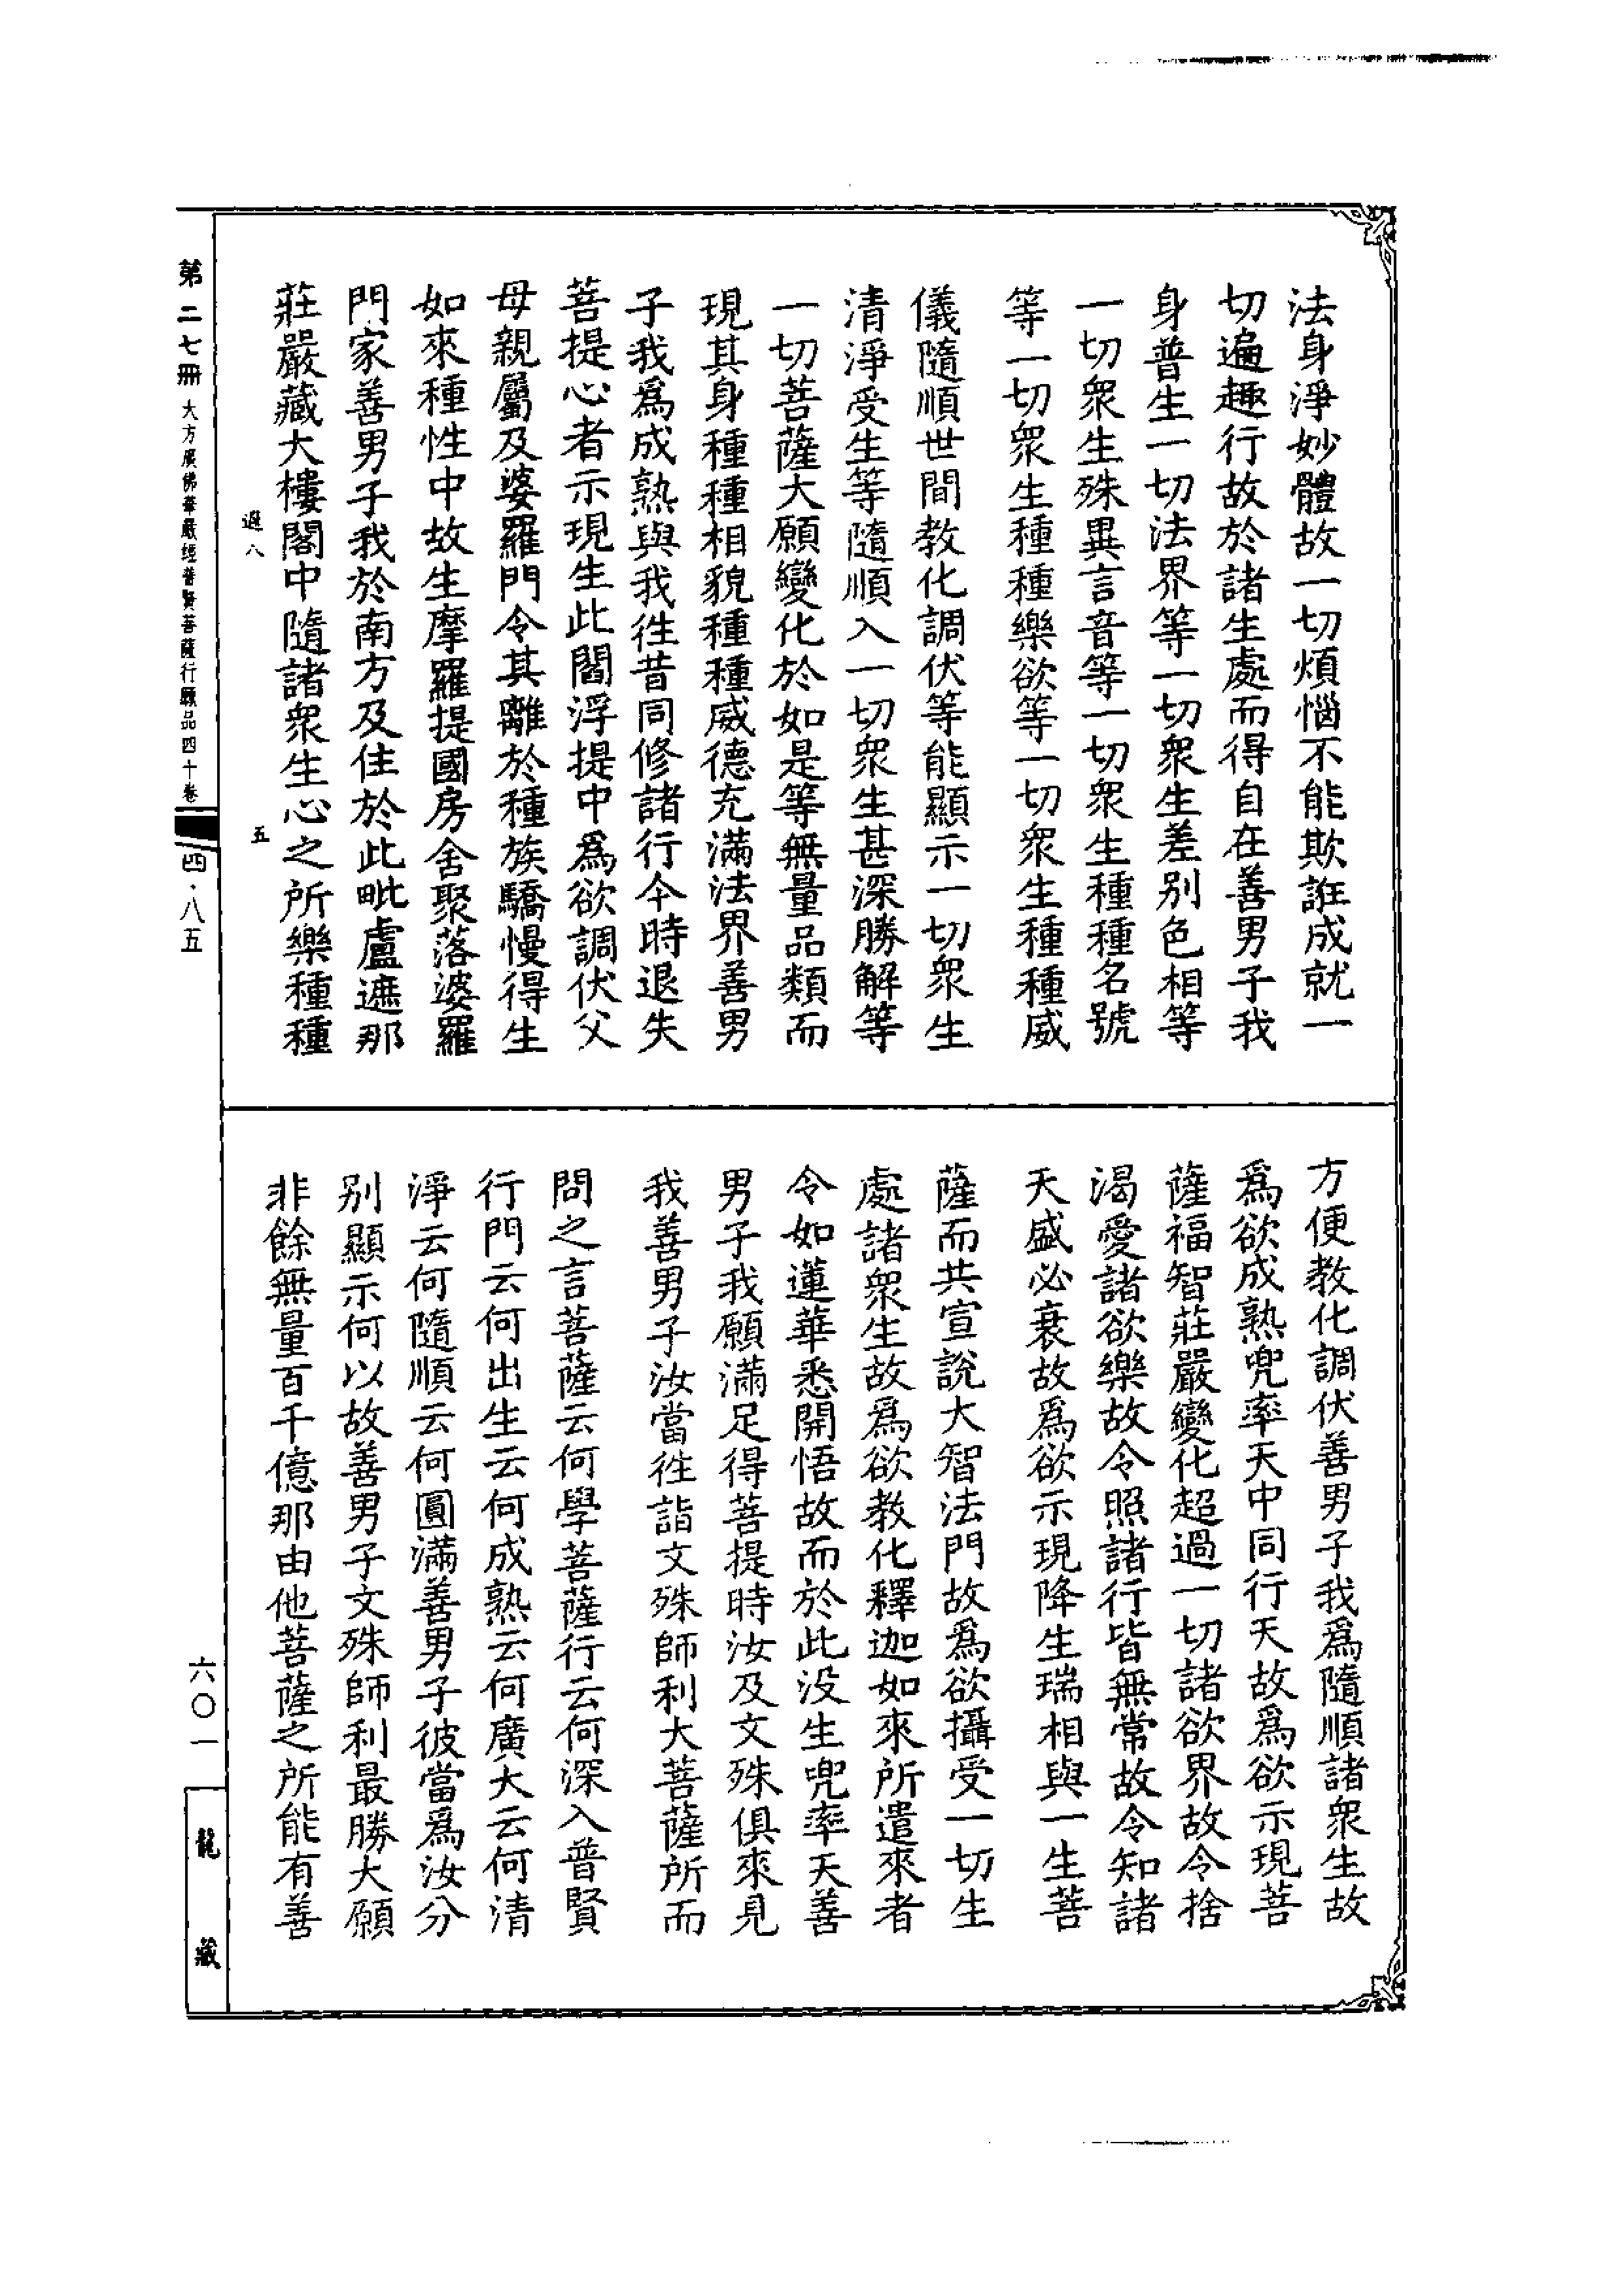 法身淨妙體故一切煩惱不能欺誑成就一
切遍趣行故於諸生處而得自在善男子我
身普生一切法界等一切衆生差别色相等
一切衆生殊異言音等一切衆生種種名號
等一切衆生種種樂欲等一切衆生種種威
儀隨順世間教化調伏等能顯示一切衆生
清淨受生等隨順入一切衆生甚深勝解等
一切菩薩大願變化於如是等無量品類而
現其身種種相貌種種威德充滿法界善男
子我爲成熟與我徃昔同修諸行今時退失
菩提心者示現生此閻浮提中爲欲調伏父
母親屬及婆羅門令其離於種族驕慢得生
如來種性中故生摩羅提國房舍聚落婆羅
門家善男子我於南方及住於此毗盧遮那
莊嚴藏大樓閣中隨諸衆生心之所樂種種
方便教化調伏善男子我爲隨順諸衆生故
爲欲成熟兜率天中同行天故爲欲示現菩
薩福智莊嚴變化超過一切諸欲界故令捨
渴愛諸欲樂故令照諸行皆無常故令知諸
天盛必衰故爲欲示現降生瑞相與一生菩
薩而共宣說大智法門故爲欲攝受一切生
處諸衆生故爲欲教化釋迦如來所遣來者
令如蓮華悉開悟故而於此没生兜率天善
男子我願滿足得菩提時汝及文殊俱來見
我善男子汝當徃詣文殊師利大菩薩所而
問之言菩薩云何學菩薩行云何深入普賢
行門云何出生云何成熟云何廣大云何清
淨云何隨順云何圓滿善男子彼當爲汝分
别顯示何以故善男子文殊師利最勝大願
非餘無量百千億那由他菩薩之所能有善
遐八
五
第二七冊 大方廣佛華嚴經普賢菩薩行願品四十卷
四·八五
六〇一
龍藏